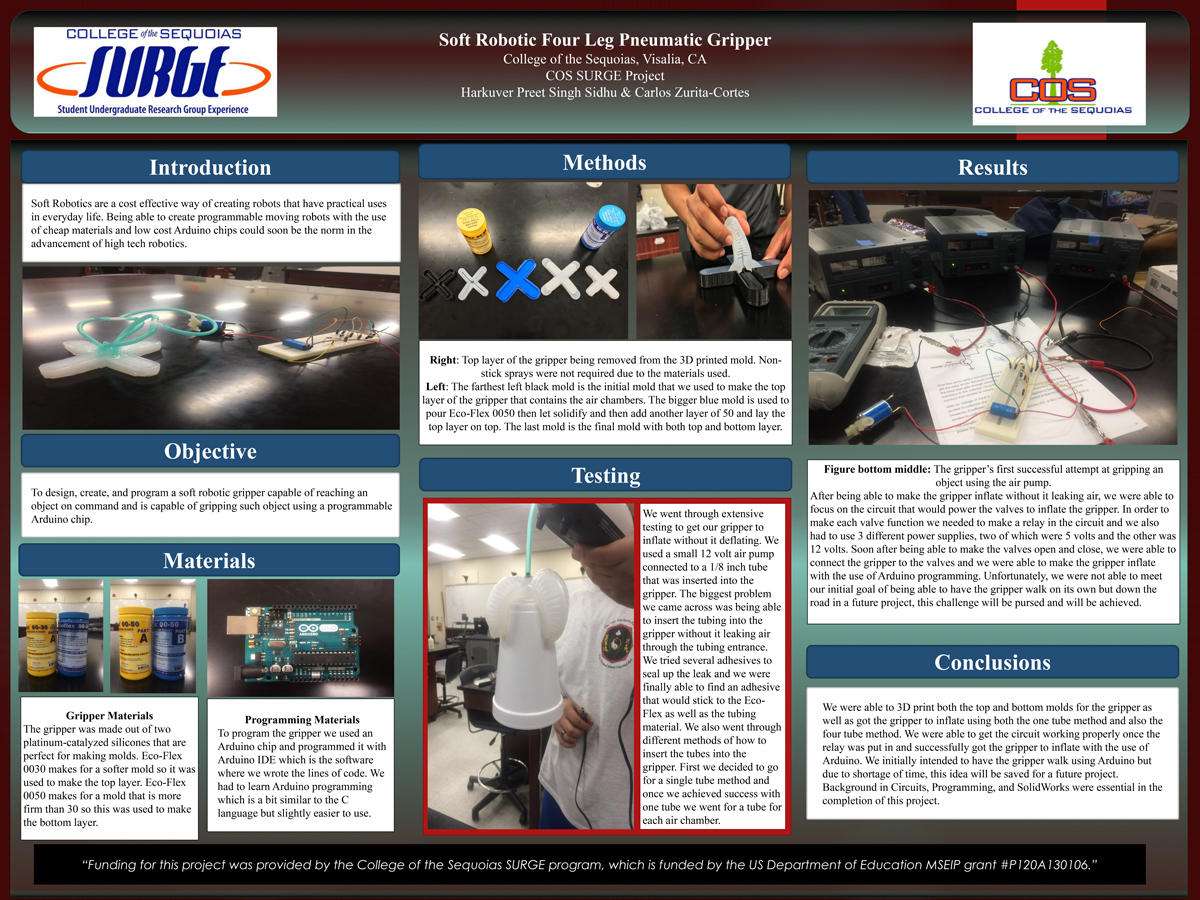 COLLEGE of the SEQUOIAS
SURGE
Student Undergraduate Research Group Experience
Soft Robotic Four Leg Pneumatic Gripper
College of the Sequoias, Visalia, CA
COS SURGE Project
Harkuver Preet Singh Sidhu & Carlos Zurita-Cortes
COS
COLLEGE OF THE SEQUOIAS
Introduction
Soft Robotics are a cost effective way of creating robots that have practical uses
in everyday life. Being able to create programmable moving robots with the use
of cheap materials and low cost Arduino chips could soon be the norm in the
advancement of high tech robotics.
Objective
To design, create, and program a soft robotic gripper capable of reaching an
object on command and is capable of gripping such object using a programmable
Arduino chip.
Materials
00-30
00-50
PART
A
00-50
PART
B
ARDUINO
Gripper Materials
The gripper was made out of two
platinum-catalyzed silicones that are
perfect for making molds. Eco-Flex
0030 makes for a softer mold so it was
used to make the top layer. Eco-Flex
0050 makes for a mold that is more
firm than 30 so this was used to make
the bottom layer.
Programming Materials
To program the gripper we used an
Arduino chip and programmed it with
Arduino IDE which is the software
where we wrote the lines of code. We
had to learn Arduino programming
which is a bit similar to the C
language but slightly easier to use.
Methods
Right: Top layer of the gripper being removed from the 3D printed mold. Non-
stick sprays were not required due to the materials used.
Left: The farthest left black mold is the initial mold that we used to make the top
layer of the gripper that contains the air chambers. The bigger blue mold is used to
pour Eco-Flex 0050 then let solidify and then add another layer of 50 and lay the
top layer on top. The last mold is the final mold with both top and bottom layer.
Testing
We went through extensive
testing to get our gripper to
inflate without it deflating. We
used a small 12 volt air pump
connected to a 1/8 inch tube
that was inserted into the
gripper. The biggest problem
we came across was being able
to insert the tubing into the
gripper without it leaking air
through the tubing entrance.
We tried several adhesives to
seal up the leak and we were
finally able to find an adhesive
that would stick to the Eco-
Flex as well as the tubing
material. We also went through
different methods of how to
insert the tubes into the
gripper. First we decided to go
for a single tube method and
once we achieved success with
one tube we went for a tube for
each air chamber.
Results
Figure bottom middle: The gripper's first successful attempt at gripping an
object using the air pump.
After being able to make the gripper inflate without it leaking air, we were able to
focus on the circuit that would power the valves to inflate the gripper. In order to
make each valve function we needed to make a relay in the circuit and we also
had to use 3 different power supplies, two of which were 5 volts and the other was
12 volts. Soon after being able to make the valves open and close, we were able to
connect the gripper to the valves and we were able to make the gripper inflate
with the use of Arduino programming. Unfortunately, we were not able to meet
our initial goal of being able to have the gripper walk on its own but down the
road in a future project, this challenge will be pursed and will be achieved.
Conclusions
We were able to 3D print both the top and bottom molds for the gripper as
well as got the gripper to inflate using both the one tube method and also the
four tube method. We were able to get the circuit working properly once the
relay was put in and successfully got the gripper to inflate with the use of
Arduino. We initially intended to have the gripper walk using Arduino but
due to shortage of time, this idea will be saved for a future project.
Background in Circuits, Programming, and SolidWorks were essential in the
completion of this project.
"Funding for this project was provided by the College of the Sequoias SURGE program, which is funded by the US Department of Education MSEIP grant #P120A130106."